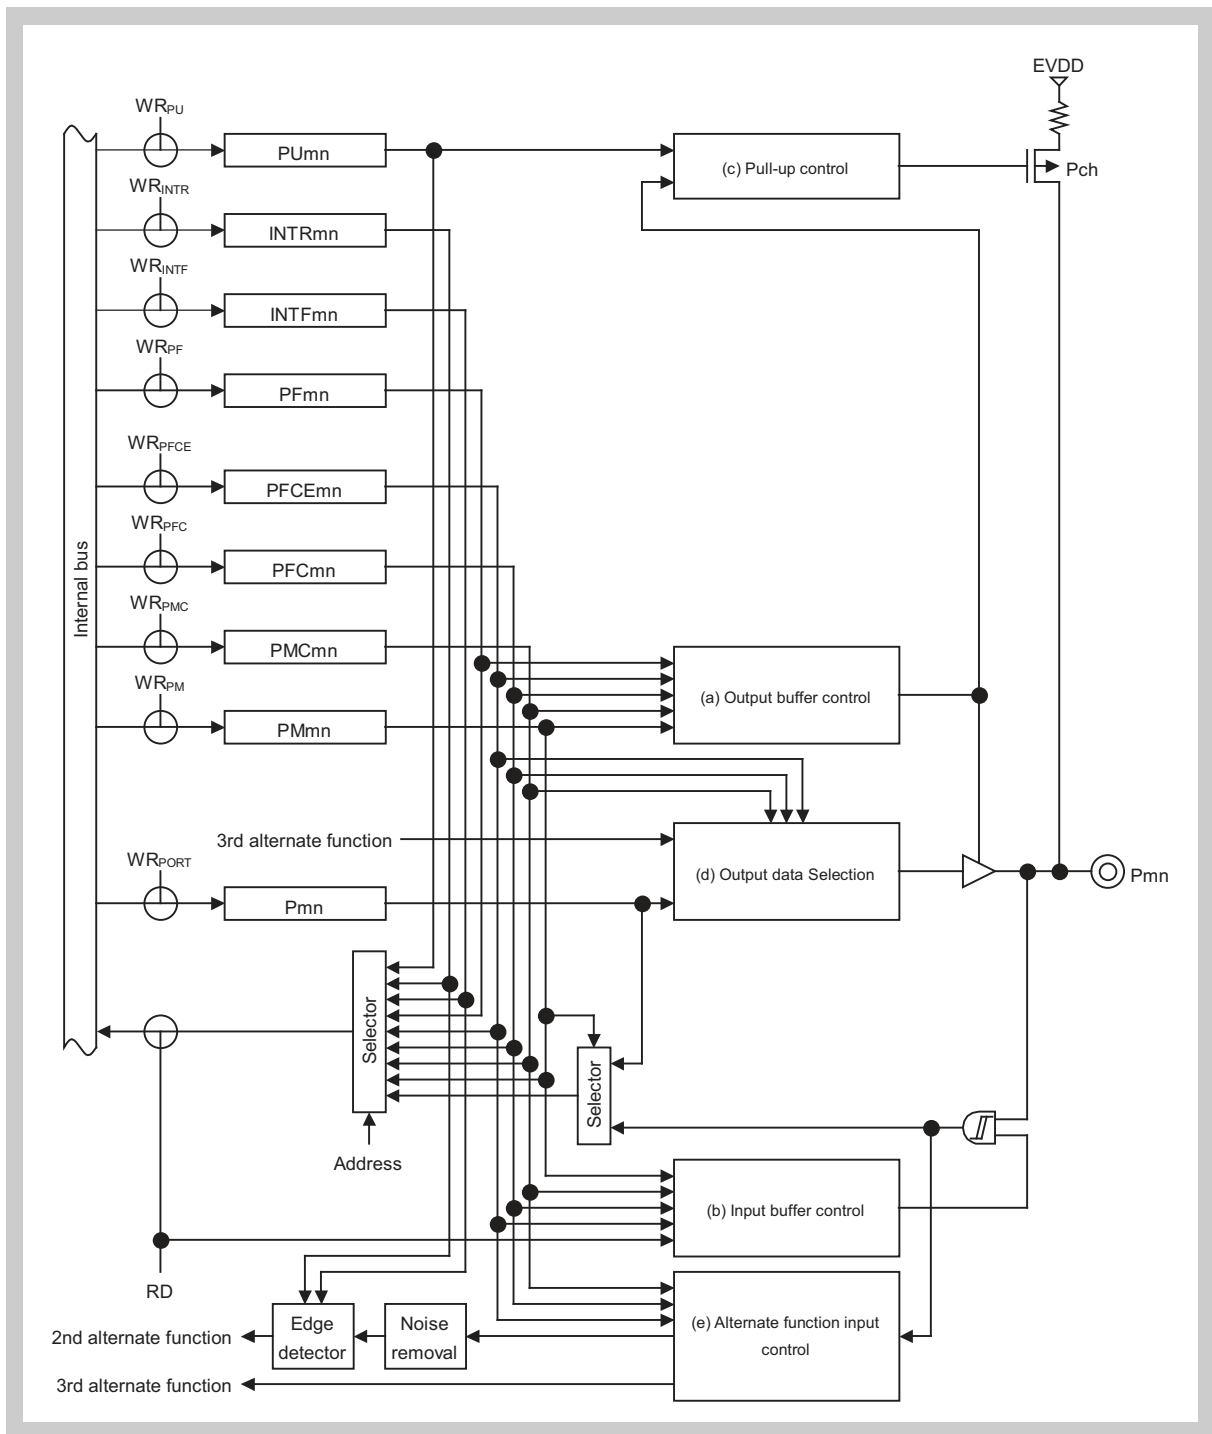 EVDD
WRPU
PUmn
(c) Pull-up control
Pch
WRINTR
INTRmn
WRINTF
INTFmn
WRPF
PFmn
WRPFCE
PFCEmn
WRPFC
PFCmn
Internal bus
WRPMC
PMCmn
WRPM
PMmn
(a) Output buffer control
3rd alternate function
WRPORT
Pmn
(d) Output data Selection
Pmn
Selector
Selector
Address
(b) Input buffer control
RD
Edge
detector
Noise
removal
(e) Alternate function input
control
2nd alternate function
3rd alternate function